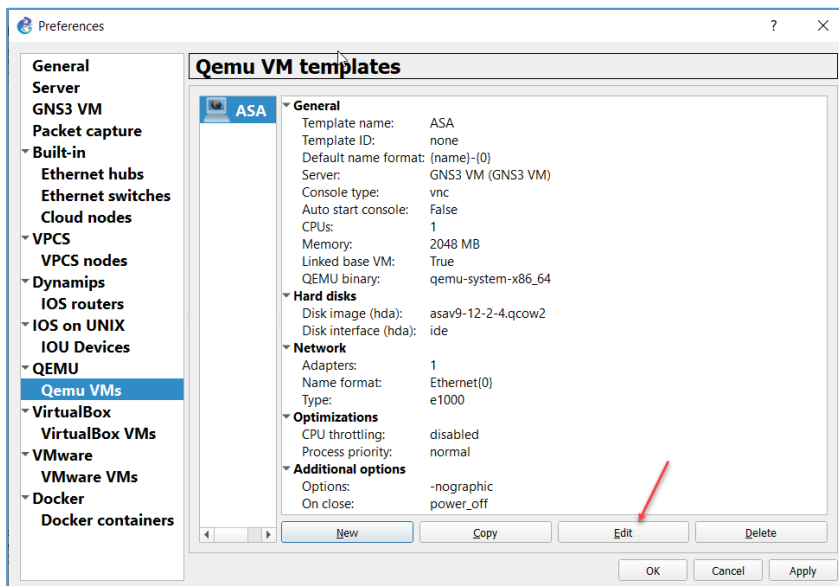 Preferences
?
General
Server
GNS3 VM
Packet capture
Built-in
Ethernet hubs
Ethernet switches
Cloud nodes
VPCS
VPCS nodes
Dynamips
IOS routers
IOS on UNIX
IOU Devices
QEMU
Qemu VMs
VirtualBox
VirtualBox VMs
VMware
VMware VMs
Docker
Docker containers
Qemu VM templates
ASA
General
Template name: ASA
Template ID: none
Default name format: {name}-{0}
Server: GNS3 VM (GNS3 VM)
Console type: vnc
Auto start console: False
CPUs: 1
Memory: 2048 MB
Linked base VM: True
QEMU binary: qemu-system-x86_64
Hard disks
Disk image (hda): asav9-12-2-4.qcow2
Disk interface (hda): ide
Network
Adapters: 1
Name format: Ethernet{0}
Type: e1000
Optimizations
CPU throttling: disabled
Process priority: normal
Additional options
Options: -nographic
On close: power_off
New Copy Edit Delete
OK Cancel Apply